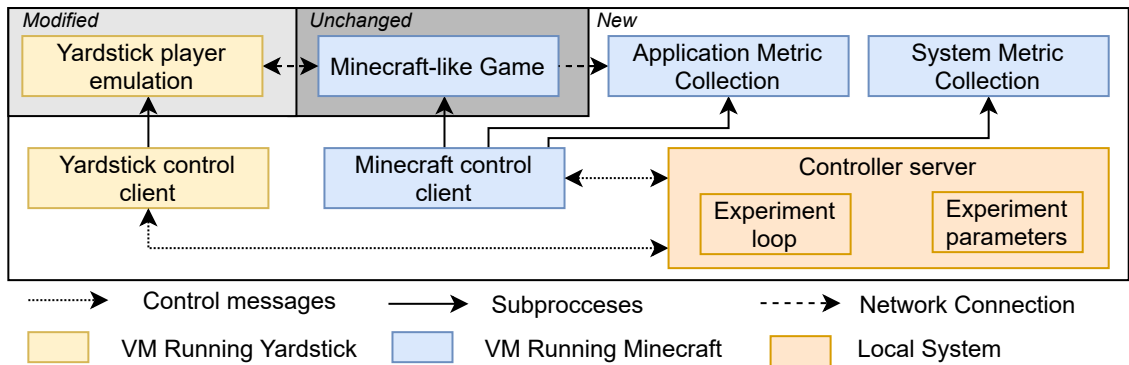 Modified
Unchanged
New
Yardstick player
emulation
Minecraft-like Game
Application Metric
Collection
System Metric
Collection
Yardstick control
client
Minecraft control
client
Controller server
Experiment
loop
Experiment
parameters
Control messages
Subprocceses
Network Connection
VM Running Yardstick
VM Running Minecraft
Local System